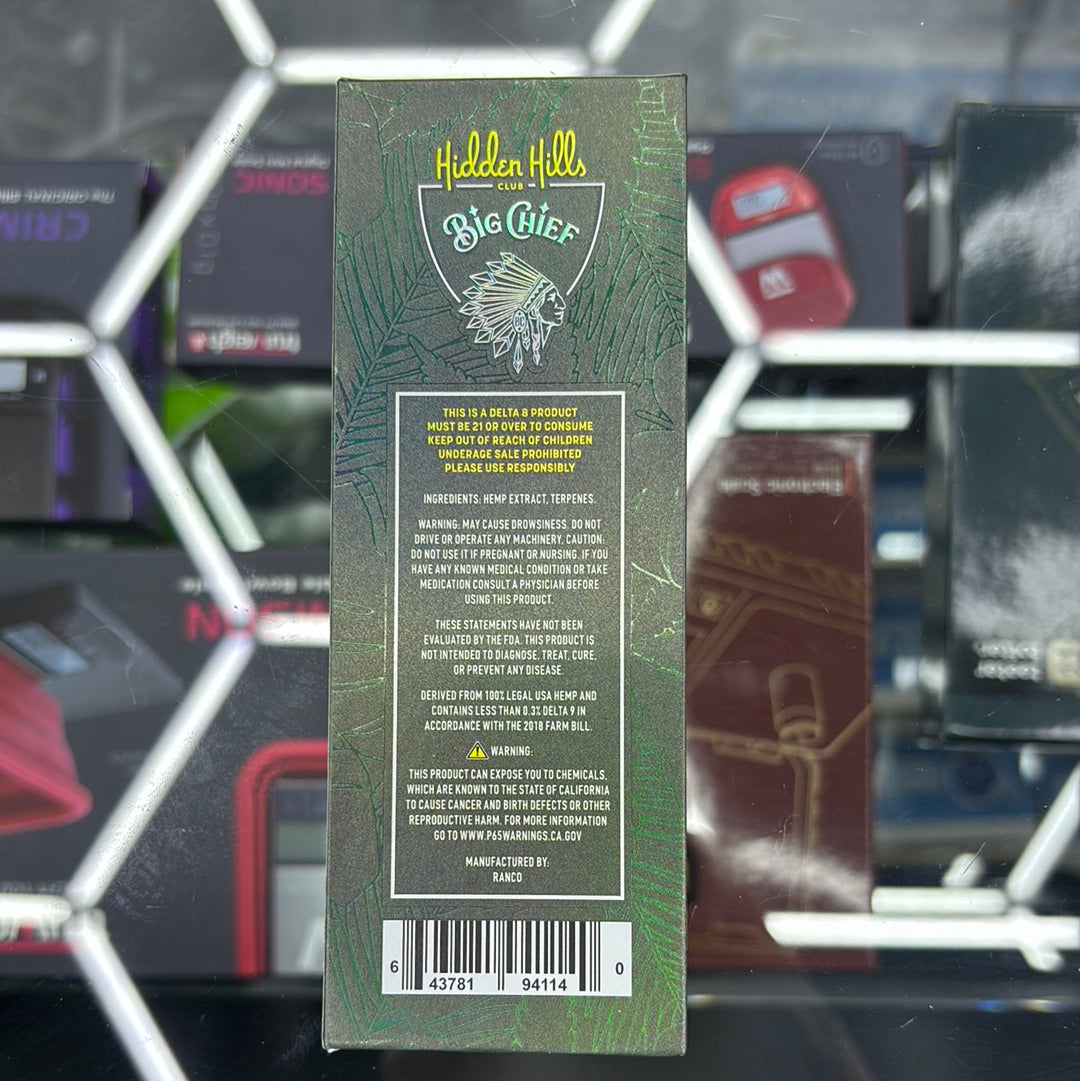 Hidden Hills
CLUB
BIG CHIEF
THIS IS A DELTA 8 PRODUCT
MUST BE 21 OR OVER TO CONSUME
KEEP OUT OF REACH OF CHILDREN
UNDERAGE SALE PROHIBITED
PLEASE USE RESPONSIBLY
INGREDIENTS: HEMP EXTRACT, TERPENES.
WARNING: MAY CAUSE DROWSINESS, DO NOT
DRIVE OR OPERATE ANY MACHINERY, CAUTION:
DO NOT USE IT IF PREGNANT OR NURSING. IF YOU
HAVE ANY KNOWN MEDICAL CONDITION OR TAKE
MEDICATION CONSULT A PHYSICIAN BEFORE
USING THIS PRODUCT.
THESE STATEMENTS HAVE NOT BEEN
EVALUATED BY THE FDA. THIS PRODUCT IS
NOT INTENDED TO DIAGNOSE, TREAT, CURE,
OR PREVENT ANY DISEASE.
DERIVED FROM 100% LEGAL USA HEMP AND
CONTAINS LESS THAN 0.3% DELTA 9 IN
ACCORDANCE WITH THE 2018 FARM BILL.
WARNING:
THIS PRODUCT CAN EXPOSE YOU TO CHEMICALS,
WHICH ARE KNOWN TO THE STATE OF CALIFORNIA
TO CAUSE CANCER AND BIRTH DEFECTS OR OTHER
REPRODUCTIVE HARM. FOR MORE INFORMATION
GO TO WWW.P65WARNINGS.CA.GOV
MANUFACTURED BY:
RANCO
6 43781 94114 0
SONIC
Electronic Scale